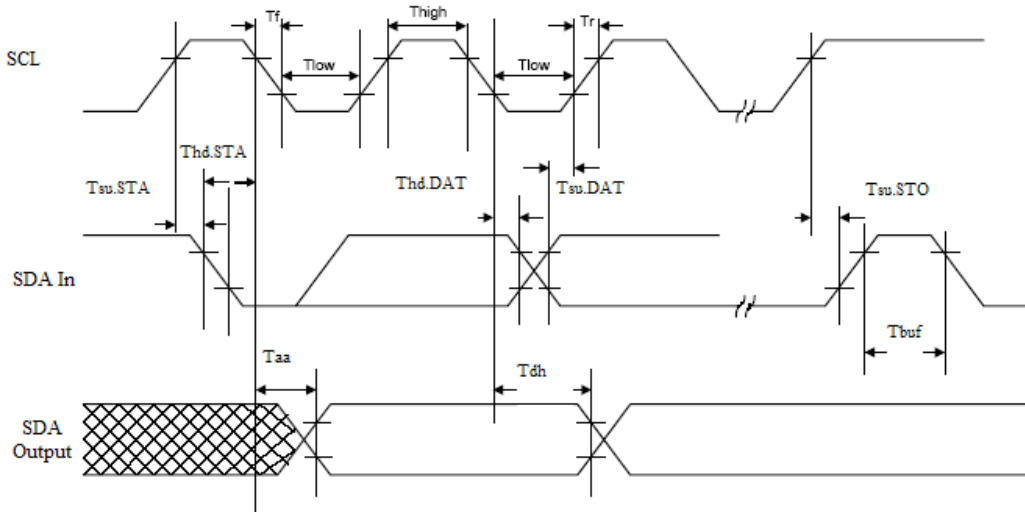 Tf
Thigh
Tr
SCL
Tlow
Tlow
Thd.STA
Thd.DAT
Tsu.DAT
Tsu.STA
Tsu.STO
SDA In
Tbuf
Taa
Tdh
SDA
Output